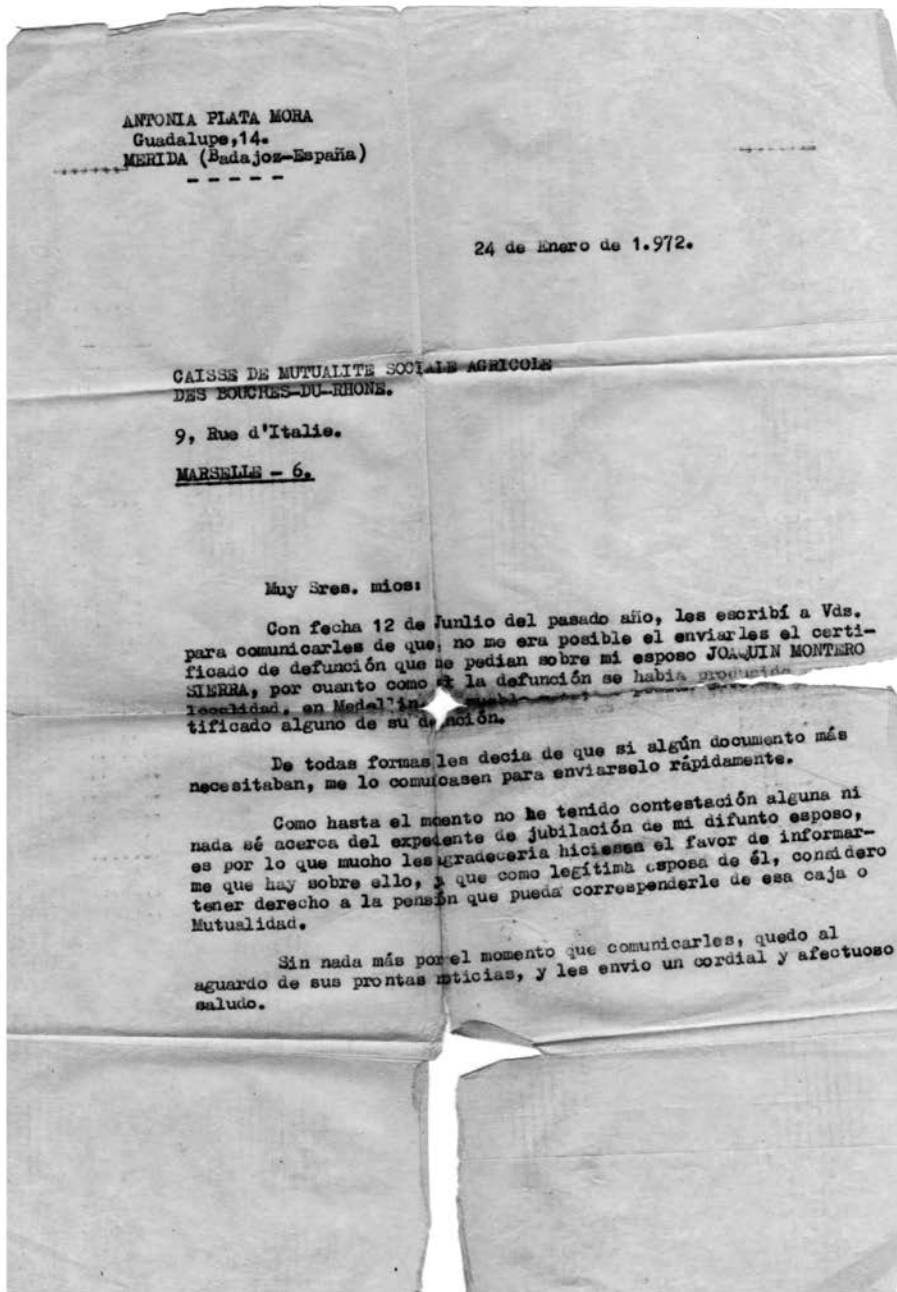 ANTONIA PLATA MORA
Guadalupe,14.
MERIDA (Badajoz-España)
- - - - -
24 de Enero de 1.972.
CAISSE DE MUTUALITE SOCIALE AGRICOLE
DES BOUCHES-DU-RHONE.
9, Rue d'Italie.
MARSELLE - 6.
Muy Sres. mios:
Con fecha 12 de Junlio del pasado año, les escribí a Vds.
para comunicarles de que, no me era posible el enviarles el certi-
ficado de defunción que me pedian sobre mi esposo JOAQUIN MONTERO
SIERRA, por cuanto como la defunción se había producida
en
tificado alguno de su
De todas formas les decia de que si algún documento más
necesitaban, me lo comuicasen para enviarselo rápidamente.
Como hasta el mento no he tenido contestación alguna ni
nada sé acerca del expedente de jubilación de mi difunto esposo,
es por lo que mucho les gradeceria hiciesen el favor de informar-
me que hay sobre ello, que como legítima esposa de él, considero
tener derecho a la pensión que pueda corresponderle de esa caja o
Mutualidad.
Sin nada más por el momento que comunicarles, quedo al
aguardo de sus prontas noticias, y les envio un cordial y afectuoso
saludo.